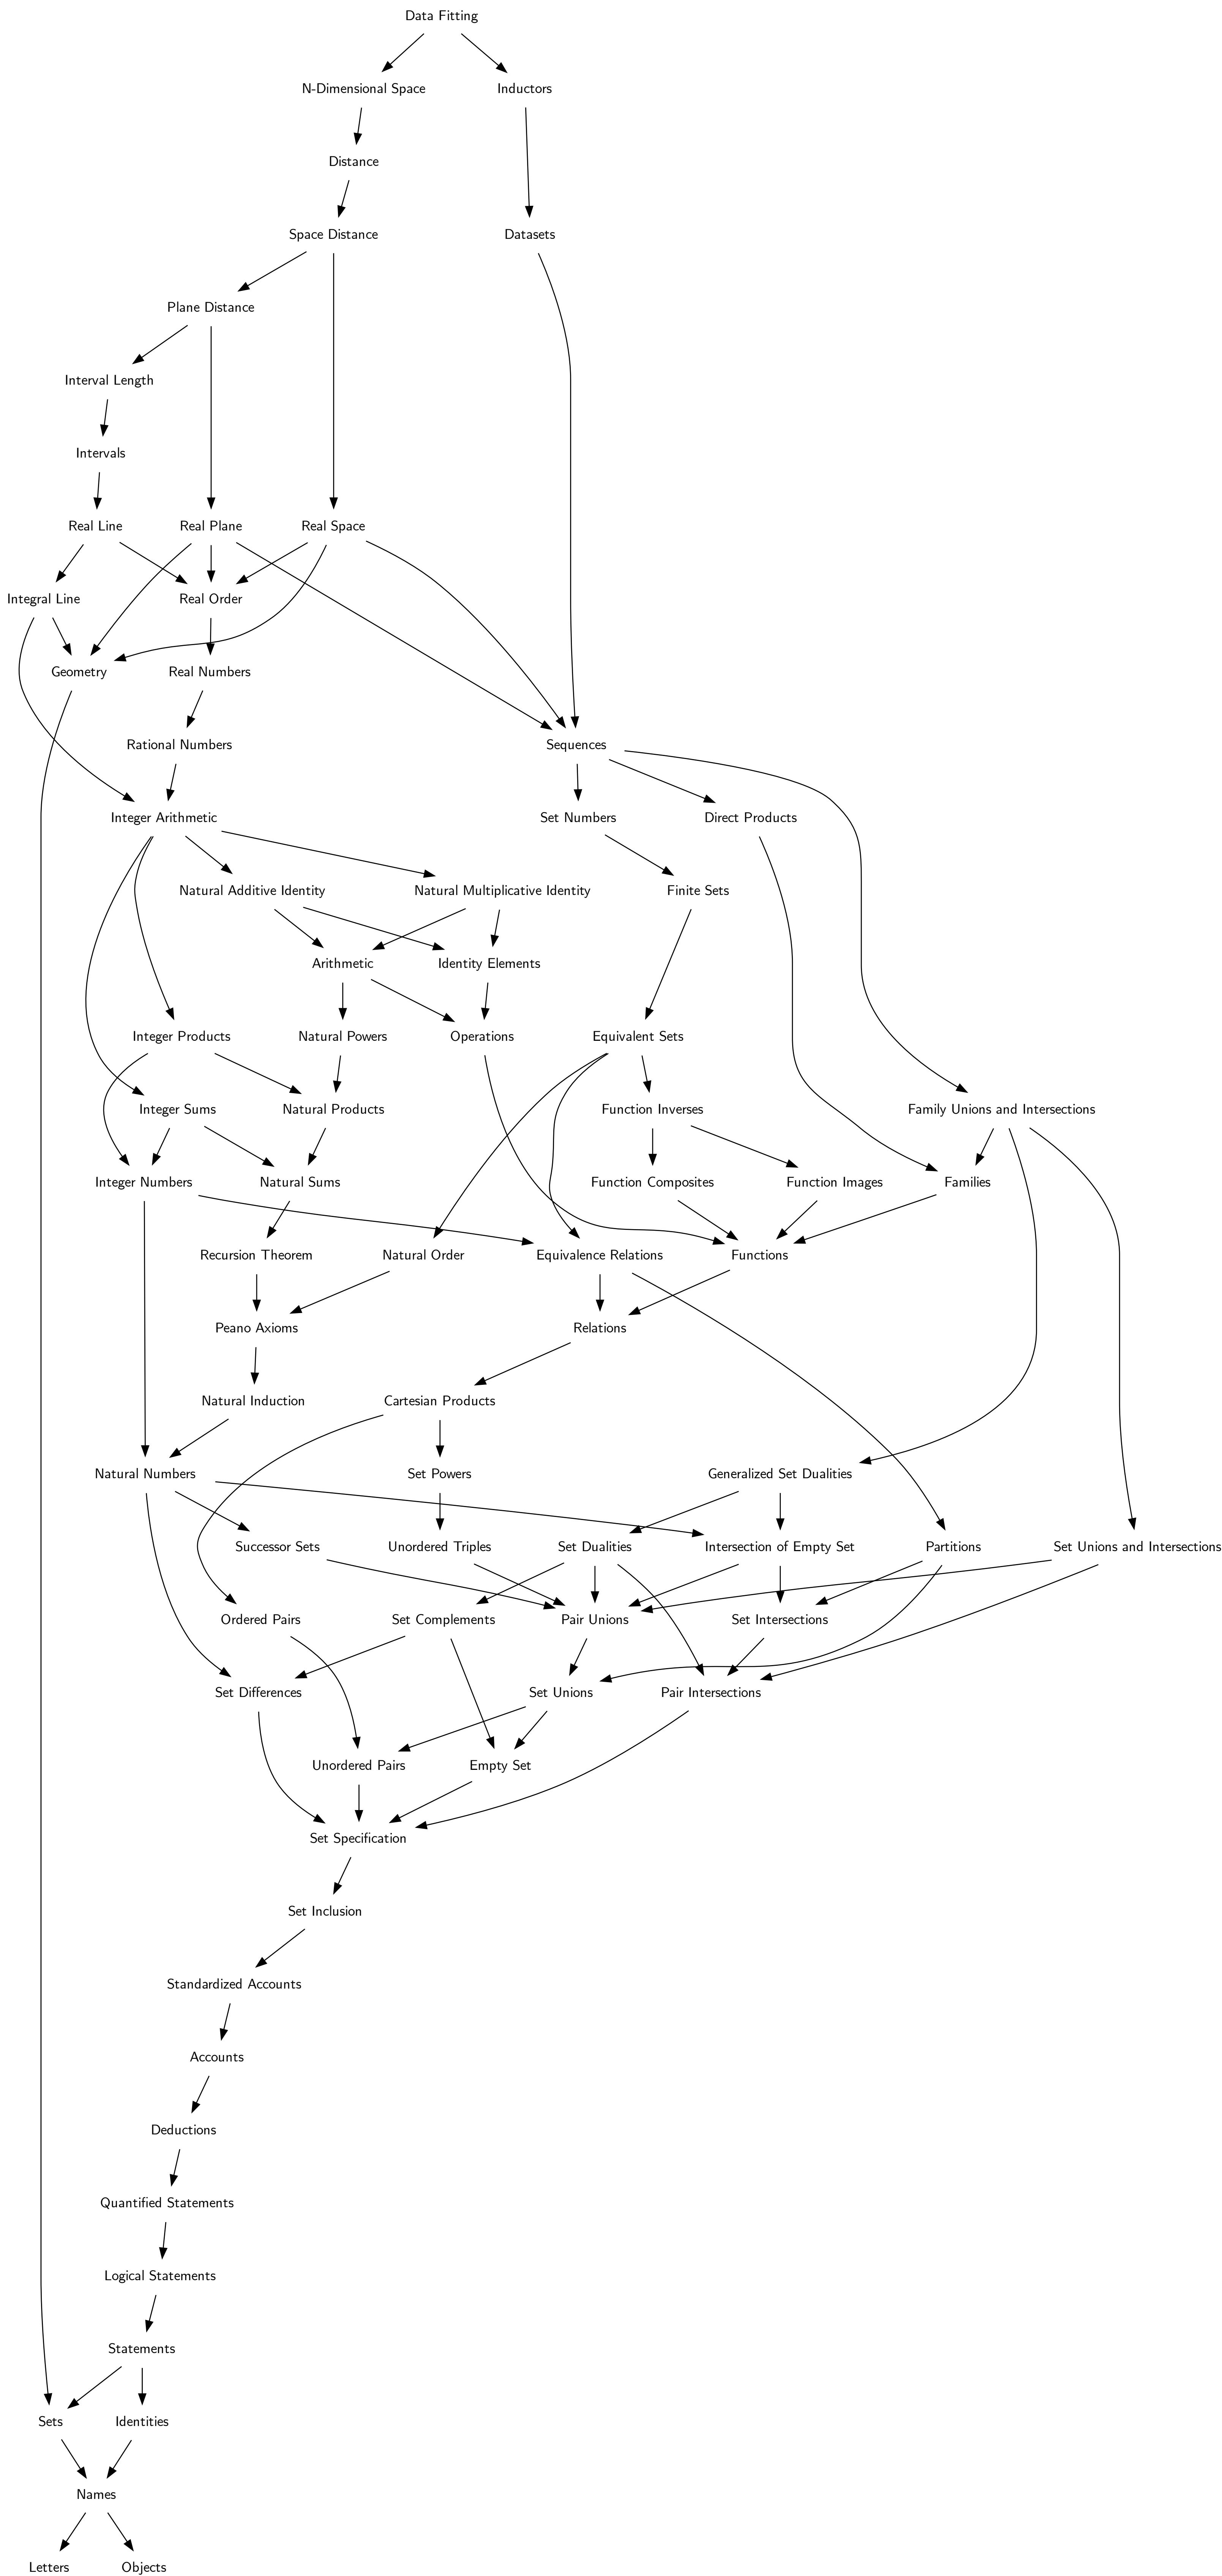 Data Fitting
N-Dimensional Space
Inductors
Distance
Space Distance
Datasets
Plane Distance
Interval Length
Intervals
Real Line
Real Plane
Real Space
Integral Line
Real Order
Geometry
Real Numbers
Rational Numbers
Sequences
Integer Arithmetic
Set Numbers
Direct Products
Natural Additive Identity
Natural Multiplicative Identity
Finite Sets
Arithmetic
Identity Elements
Integer Products
Natural Powers
Operations
Equivalent Sets
Integer Sums
Natural Products
Function Inverses
Family Unions and Intersections
Integer Numbers
Natural Sums
Function Composites
Function Images
Families
Recursion Theorem
Natural Order
Equivalence Relations
Functions
Peano Axioms
Relations
Natural Induction
Cartesian Products
Natural Numbers
Set Powers
Generalized Set Dualities
Successor Sets
Unordered Triples
Set Dualities
Intersection of Empty Set
Partitions
Set Unions and Intersections
Ordered Pairs
Set Complements
Pair Unions
Set Intersections
Set Differences
Set Unions
Pair Intersections
Unordered Pairs
Empty Set
Set Specification
Set Inclusion
Standardized Accounts
Accounts
Deductions
Quantified Statements
Logical Statements
Statements
Sets
Identities
Names
Letters
Objects